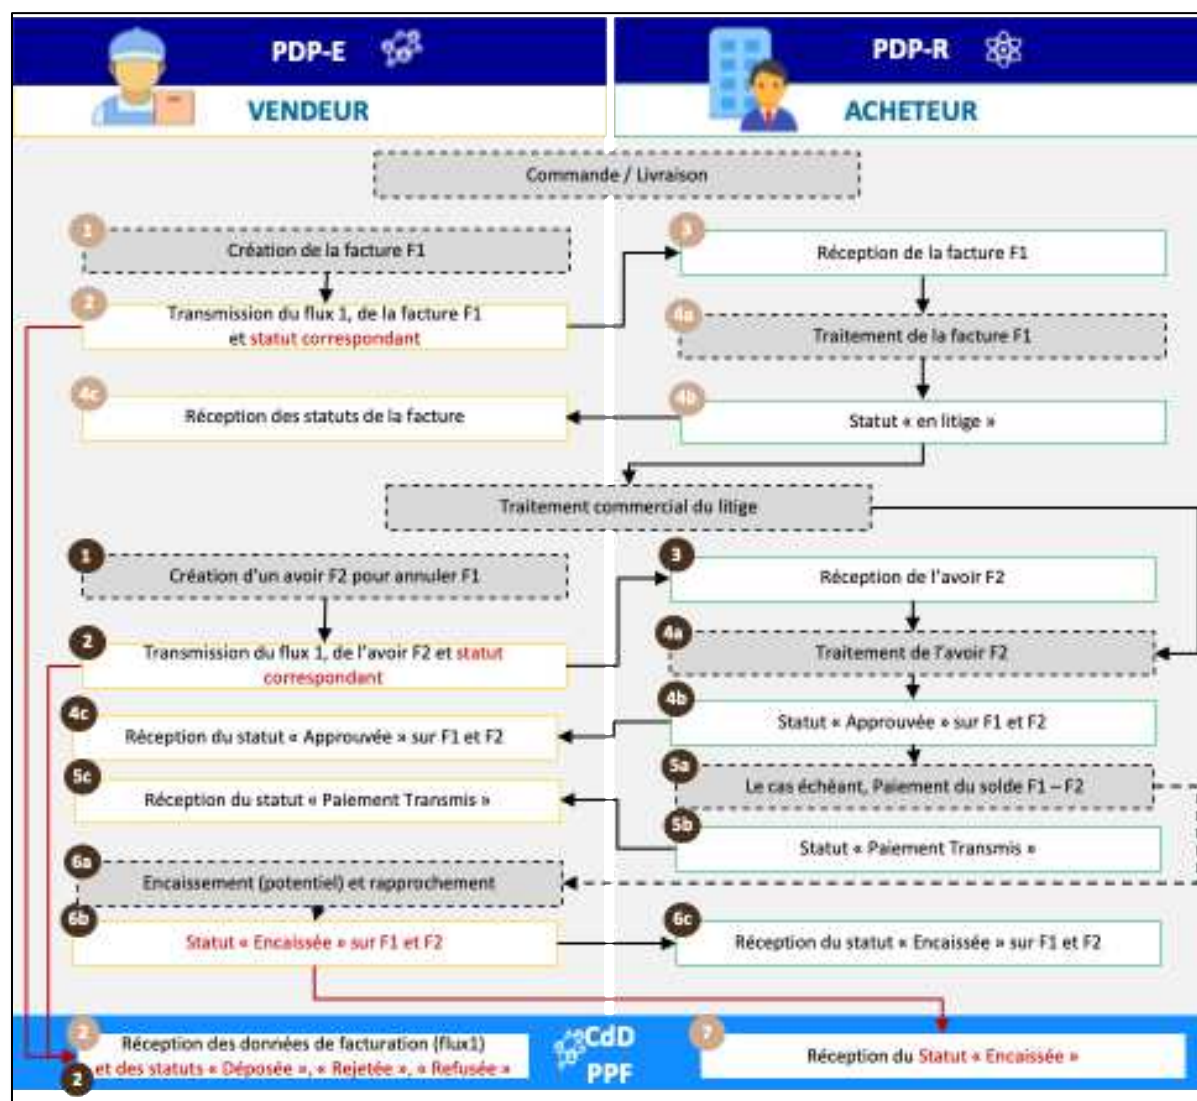 PDP-E
PDP-R
VENDEUR
ACHETEUR
Commande / Livraison
1
Création de la facture F1
3
Réception de la facture F1
2
Transmission du flux 1, de la facture F1
et statut correspondant
4a
Traitement de la facture F1
4c
Réception des statuts de la facture
4b
Statut « en litige »
Traitement commercial du litige
1
Création d'un avoir F2 pour annuler F1
3
Réception de l'avoir F2
2
Transmission du flux 1, de l'avoir F2 et statut
correspondant
4a
Traitement de l'avoir F2
4c
Réception du statut « Approuvée » sur F1 et F2
4b
Statut « Approuvée » sur F1 et F2
5c
Réception du statut « Paiement Transmis »
5a
Le cas échéant, Paiement du solde F1 – F2
5b
Statut « Paiement Transmis »
6a
Encaissement (potentiel) et rapprochement
6b
Statut « Encaissée » sur F1 et F2
6c
Réception du statut « Encaissée » sur F1 et F2
2
Réception des données de facturation (flux1)
et des statuts « Déposée », « Rejetée », « Refusée »
2
CdD
PPF
7
Réception du Statut « Encaissée »